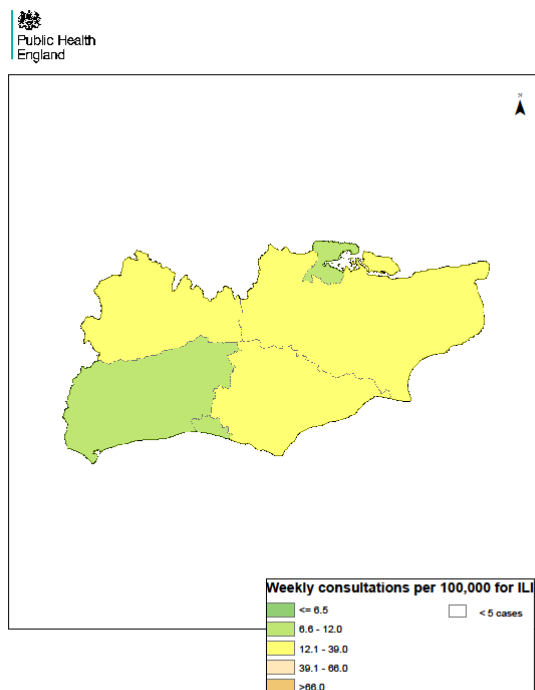 Public Health
England
N
Weekly consultations per 100,000 for ILI
<= 6.5
< 5 cases
6.6 - 12.0
12.1 - 39.0
39.1 - 66.0
>66.0